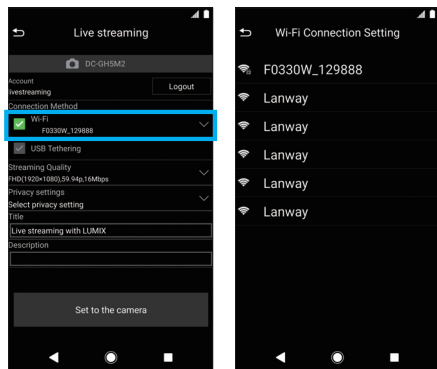 Live streaming
DC-GH5M2
Account
livestreaming
Logout
Connection Method
Wi-Fi
F0330W_129888
USB Tethering
Streaming Quality
FHD(1920×1080),59.94p,16Mbps
Privacy settings
Select privacy setting
Title
Live streaming with LUMIX
Description
Set to the camera
Wi-Fi Connection Setting
F0330W_129888
Lanway
Lanway
Lanway
Lanway
Lanway